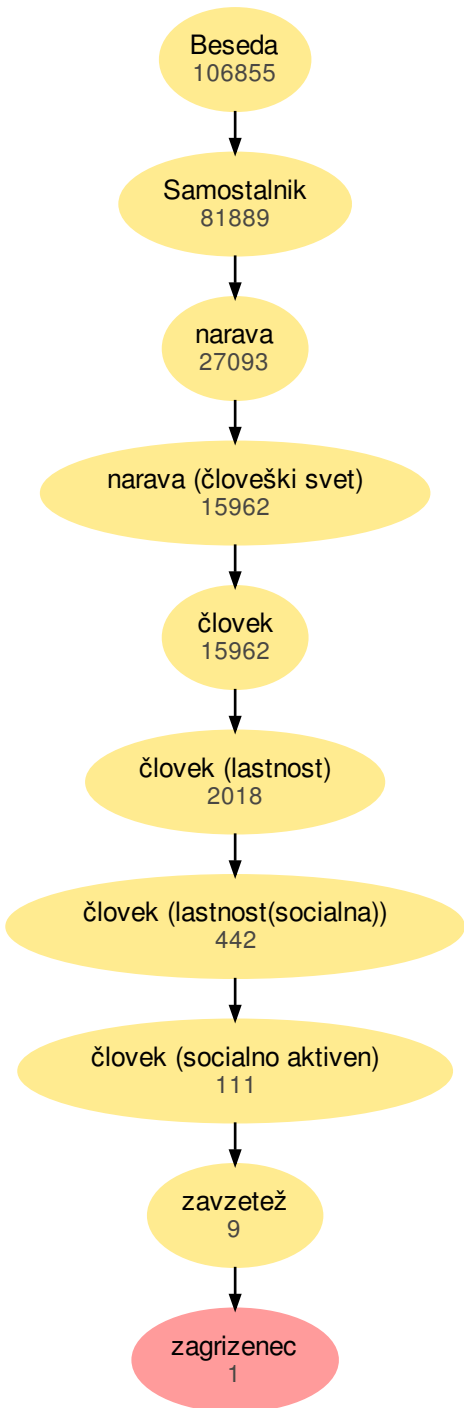 Beseda
106855
Samostalnik
81889
narava
27093
narava (človeški svet)
15962
človek
15962
človek (lastnost)
2018
človek (lastnost(socialna))
442
človek (socialno aktiven)
111
zavzetež
9
zagrizenec
1